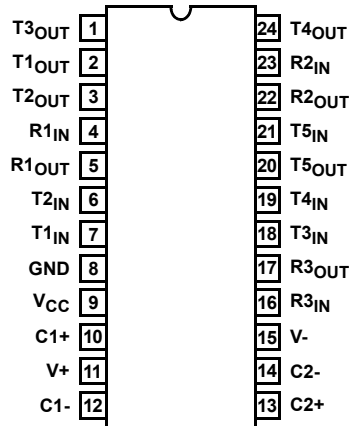 T3OUT 1 24 T4OUT
T1OUT 2 23 R2IN
T2OUT 3 22 R2OUT
R1IN 4 21 T5IN
R1OUT 5 20 T5OUT
T2IN 6 19 T4IN
T1IN 7 18 T3IN
GND 8 17 R3OUT
VCC 9 16 R3IN
C1+ 10 15 V-
V+ 11 14 C2-
C1- 12 13 C2+